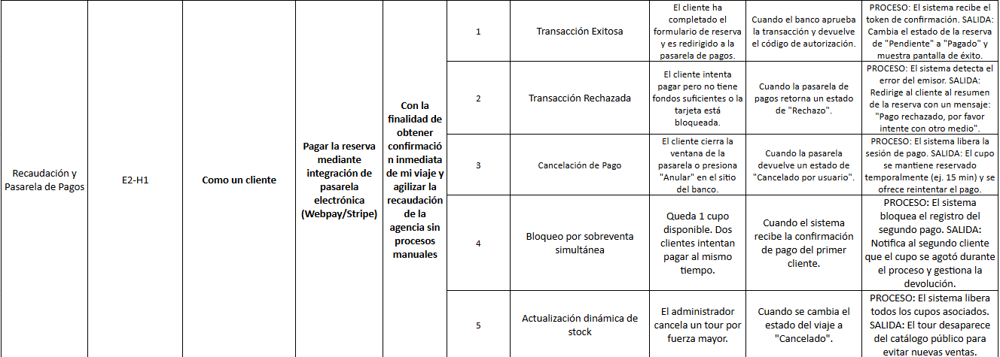 Recaudación y
Pasarela de Pagos
E2-H1
Como un cliente
Pagar la reserva
mediante
integración de
pasarela
electrónica
(Webpay/Stripe)
Con la
finalidad de
obtener
confirmació
n inmediata
de mi viaje y
agilizar la
recaudación
de la
agencia sin
procesos
manuales
1
Transacción Exitosa
El cliente ha
completado el
formulario de reserva
y es redirigido a la
pasarela de pagos.
Cuando el banco aprueba
la transacción y devuelve
el código de autorización.
PROCESO: El sistema recibe el
token de confirmación. SALIDA:
Cambia el estado de la reserva
de "Pendiente" a "Pagado" y
muestra pantalla de éxito.
2
Transacción Rechazada
El cliente intenta
pagar pero no tiene
fondos suficientes o la
tarjeta está
bloqueada.
Cuando la pasarela de
pagos retorna un estado
de "Rechazo".
PROCESO: El sistema detecta el
error del emisor. SALIDA:
Redirige al cliente al resumen
de la reserva con un mensaje:
"Pago rechazado, por favor
intente con otro medio".
3
Cancelación de Pago
El cliente cierra la
ventana de la
pasarela o presiona
"Anular" en el sitio
del banco.
Cuando la pasarela
devuelve un estado de
"Cancelado por usuario".
PROCESO: El sistema libera la
sesión de pago. SALIDA: El cupo
se mantiene reservado
temporalmente (ej. 15 min) y se
ofrece reintentar el pago.
4
Bloqueo por sobreventa
simultánea
Queda 1 cupo
disponible. Dos
clientes intentan
pagar al mismo
tiempo.
Cuando el sistema
recibe la confirmación
de pago del primer
cliente.
PROCESO: El sistema
bloquea el registro del
segundo pago. SALIDA:
Notifica al segundo cliente
que el cupo se agotó durante
el proceso y gestiona la
devolución.
5
Actualización dinámica de
stock
El administrador
cancela un tour por
fuerza mayor.
Cuando se cambia el
estado del viaje a
"Cancelado".
PROCESO: El sistema libera
todos los cupos asociados.
SALIDA: El tour desaparece
del catálogo público para
evitar nuevas ventas.